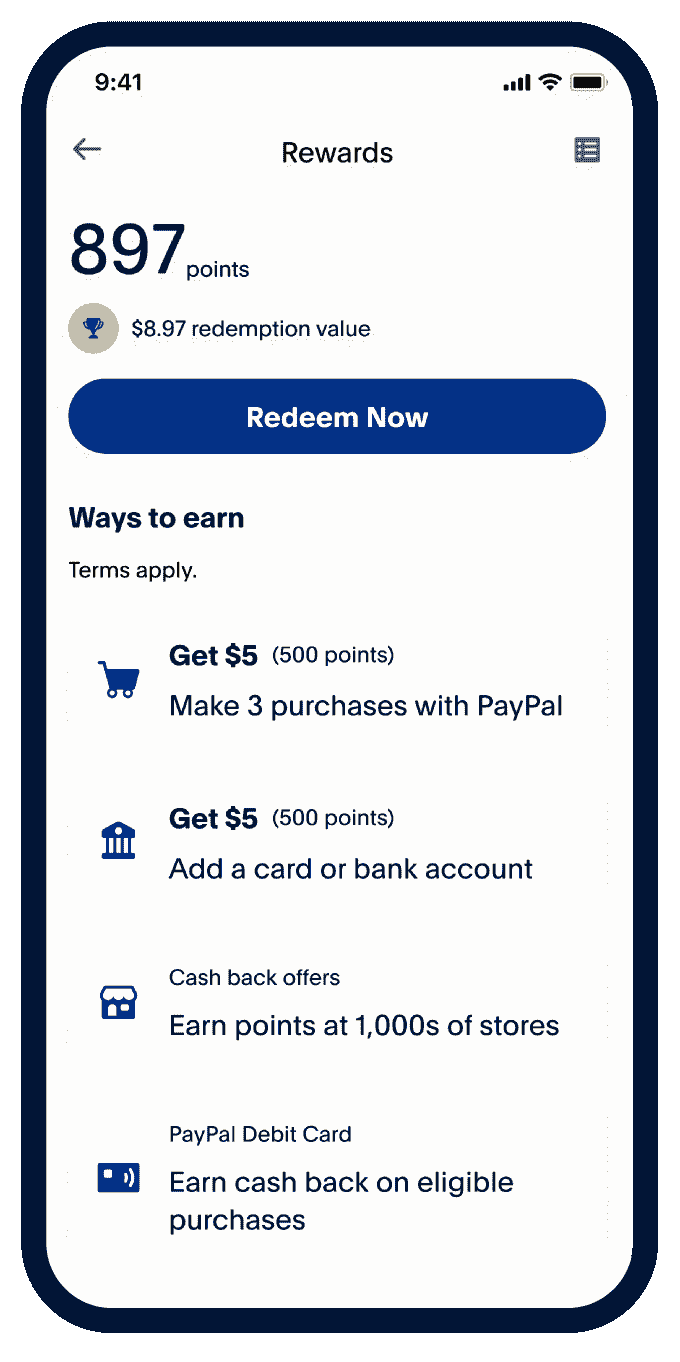 9:41
Rewards
897 points
$8.97 redemption value
Redeem Now
Ways to earn
Terms apply.
Get $5 (500 points)
Make 3 purchases with PayPal
Get $5 (500 points)
Add a card or bank account
Cash back offers
Earn points at 1,000s of stores
PayPal Debit Card
Earn cash back on eligible
purchases